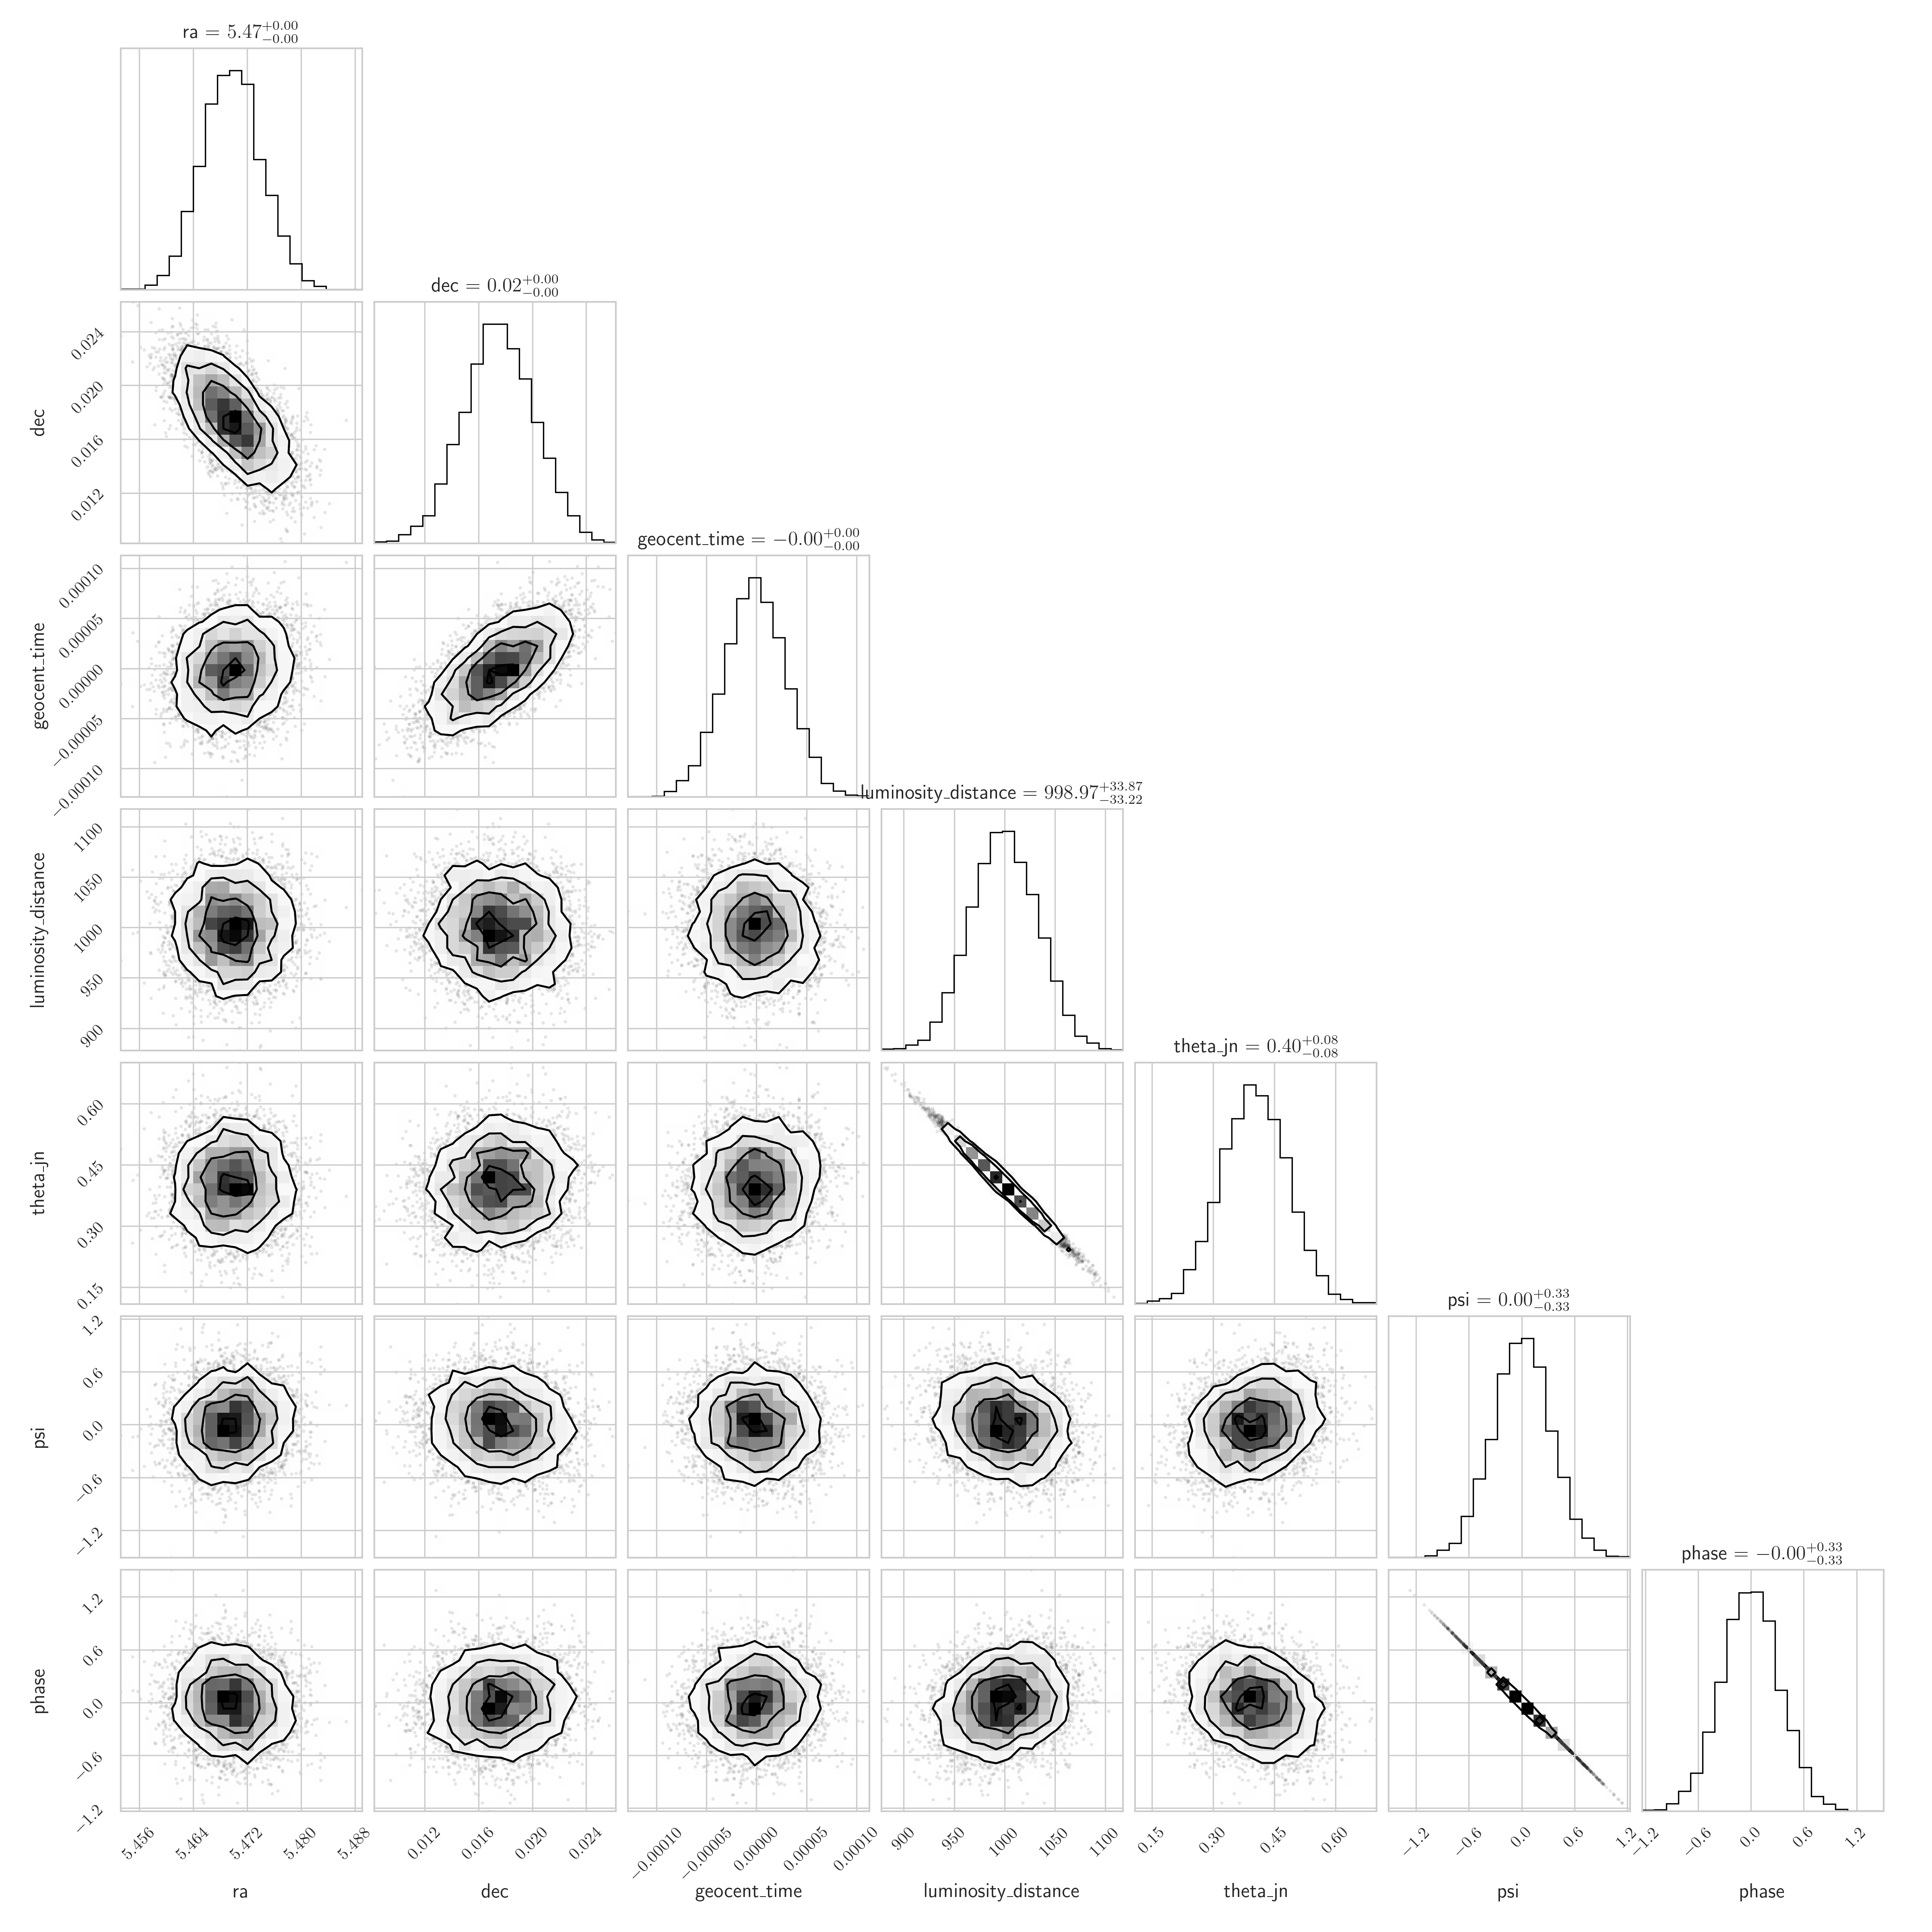 ra = 5.47+0.00−0.00
dec = 0.02+0.00−0.00
dec
0.024
0.020
0.016
0.012
geocent_time = −0.00+0.00−0.00
geocent_time
0.00010
0.00005
0.00000
−0.00005
−0.00010
luminosity_distance = 998.97+33.87−33.22
luminosity_distance
1100
1050
1000
950
900
theta_jn = 0.40+0.08−0.08
theta_jn
0.60
0.45
0.30
0.15
psi = 0.00+0.33−0.33
psi
1.2
0.6
0.0
−0.6
−1.2
phase = −0.00+0.33−0.33
phase
1.2
0.6
0.0
−0.6
−1.2
5.456 5.464 5.472 5.480 5.488 0.012 0.016 0.020 0.024 −0.00010 −0.00005 0.00000 0.00005 0.00010 900 950 1000 1050 1100 0.15 0.30 0.45 0.60 −1.2 −0.6 0.0 0.6 1.2 −1.2 −0.6 0.0 0.6 1.2
ra dec geocent_time luminosity_distance theta_jn psi phase